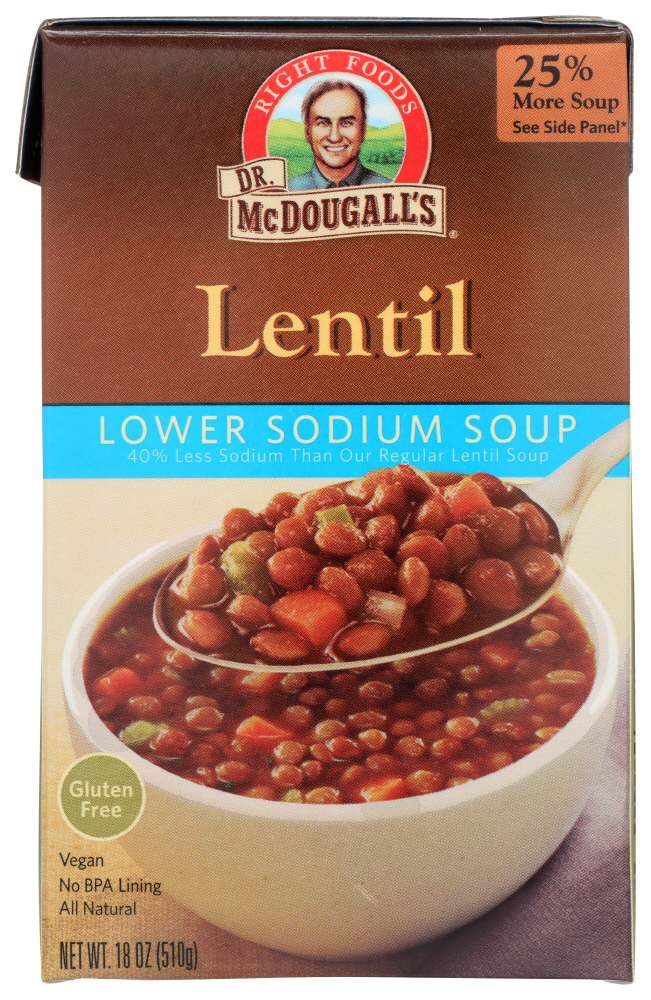 RIGHT FOODS
DR.
McDOUGALL'S
25%
More Soup
See Side Panel*
Lentil
LOWER SODIUM SOUP
40% Less Sodium Than Our Regular Lentil Soup
Gluten
Free
Vegan
No BPA Lining
All Natural
NET WT. 18 OZ (510g)